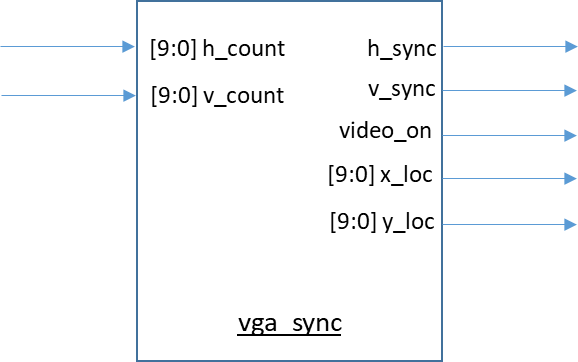 [9:0] h_count
[9:0] v_count
h_sync
v_sync
video_on
[9:0] x_loc
[9:0] y_loc
vga_sync